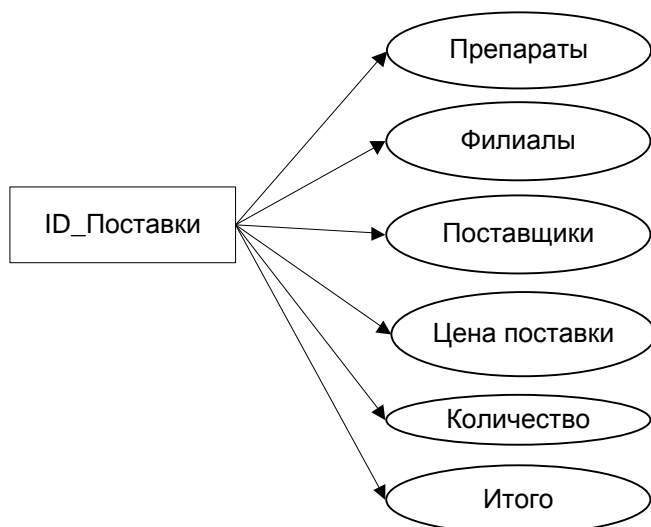 Препараты
Филиалы
ID_Поставки
Поставщики
Цена поставки
Количество
Итого